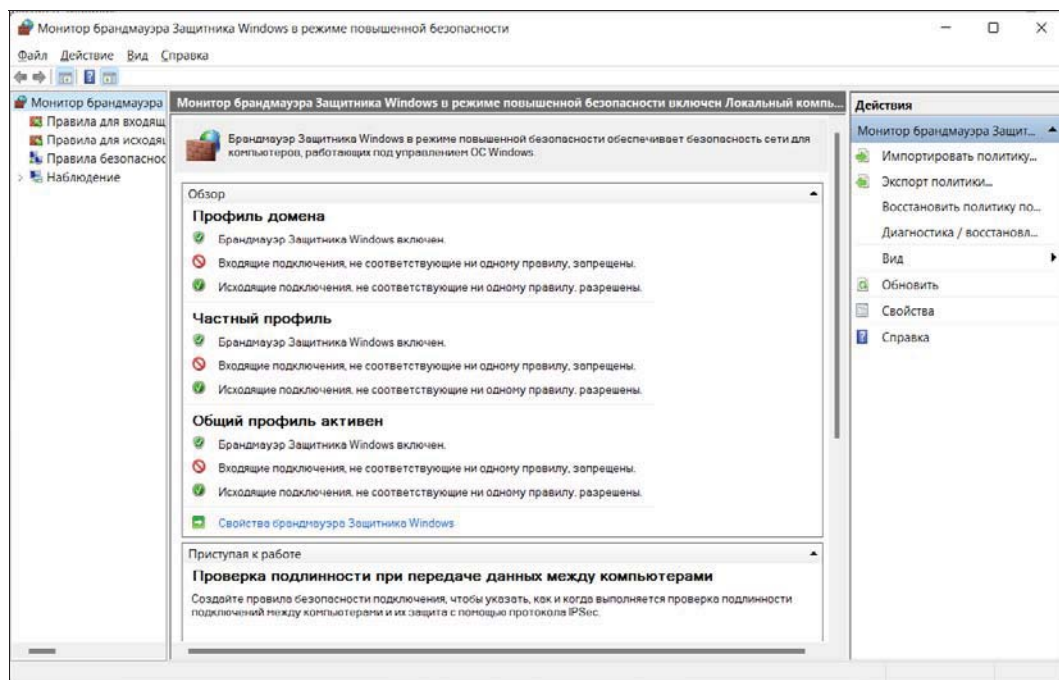 Монитор брандмауэра Защитника Windows в режиме повышенной безопасности
Файл Действие Вид Справка
Монитор брандмауэра
Правила для входящ
Правила для исходя
Правила безопаснос
Наблюдение
Монитор брандмауэра Защитника Windows в режиме повышенной безопасности включен Локальный компь...
Брандмауэр Защитника Windows в режиме повышенной безопасности обеспечивает безопасность сети для
компьютеров, работающих под управлением ОС Windows.
Обзор
Профиль домена
Брандмауэр Защитника Windows включен.
Входящие подключения, не соответствующие ни одному правилу, запрещены.
Исходящие подключения, не соответствующие ни одному правилу, разрешены.
Частный профиль
Брандмауэр Защитника Windows включен.
Входящие подключения, не соответствующие ни одному правилу, запрещены.
Исходящие подключения, не соответствующие ни одному правилу, разрешены.
Общий профиль активен
Брандмауэр Защитника Windows включен.
Входящие подключения, не соответствующие ни одному правилу, запрещены.
Исходящие подключения, не соответствующие ни одному правилу, разрешены.
Свойства брандмауэра Защитника Windows
Приступая к работе
Проверка подлинности при передаче данных между компьютерами
Создайте правила безопасности подключения, чтобы указать, как и когда выполняется проверка подлинности
подключений между компьютерами и их защита с помощью протокола IPSec.
Действия
Монитор брандмауэра Защит...
Импортировать политику...
Экспорт политики...
Восстановить политику по...
Диагностика / восстановл...
Вид
Обновить
Свойства
Справка